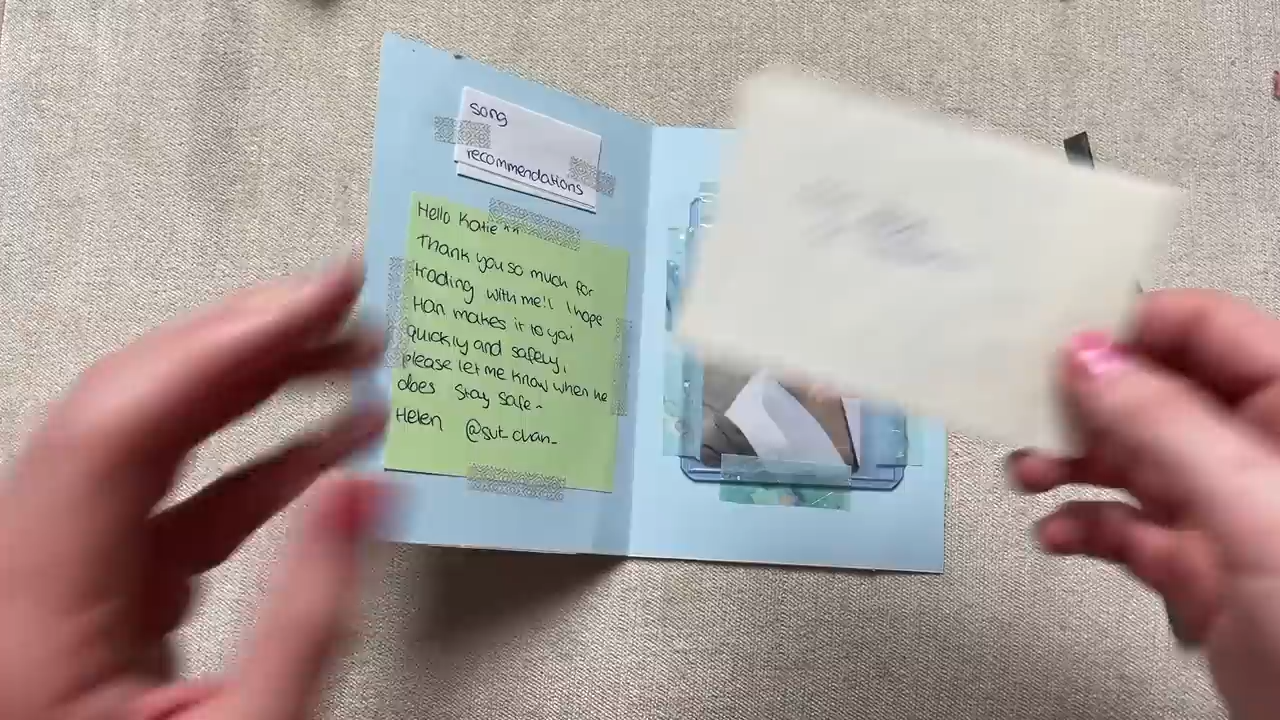 song
recommendations
Hello Katie ^^
Thank you so much for
trading with me!! I hope
Han makes it to you
quickly and safely,
please let me know when he
does stay safe~
Helen @sut_chan_